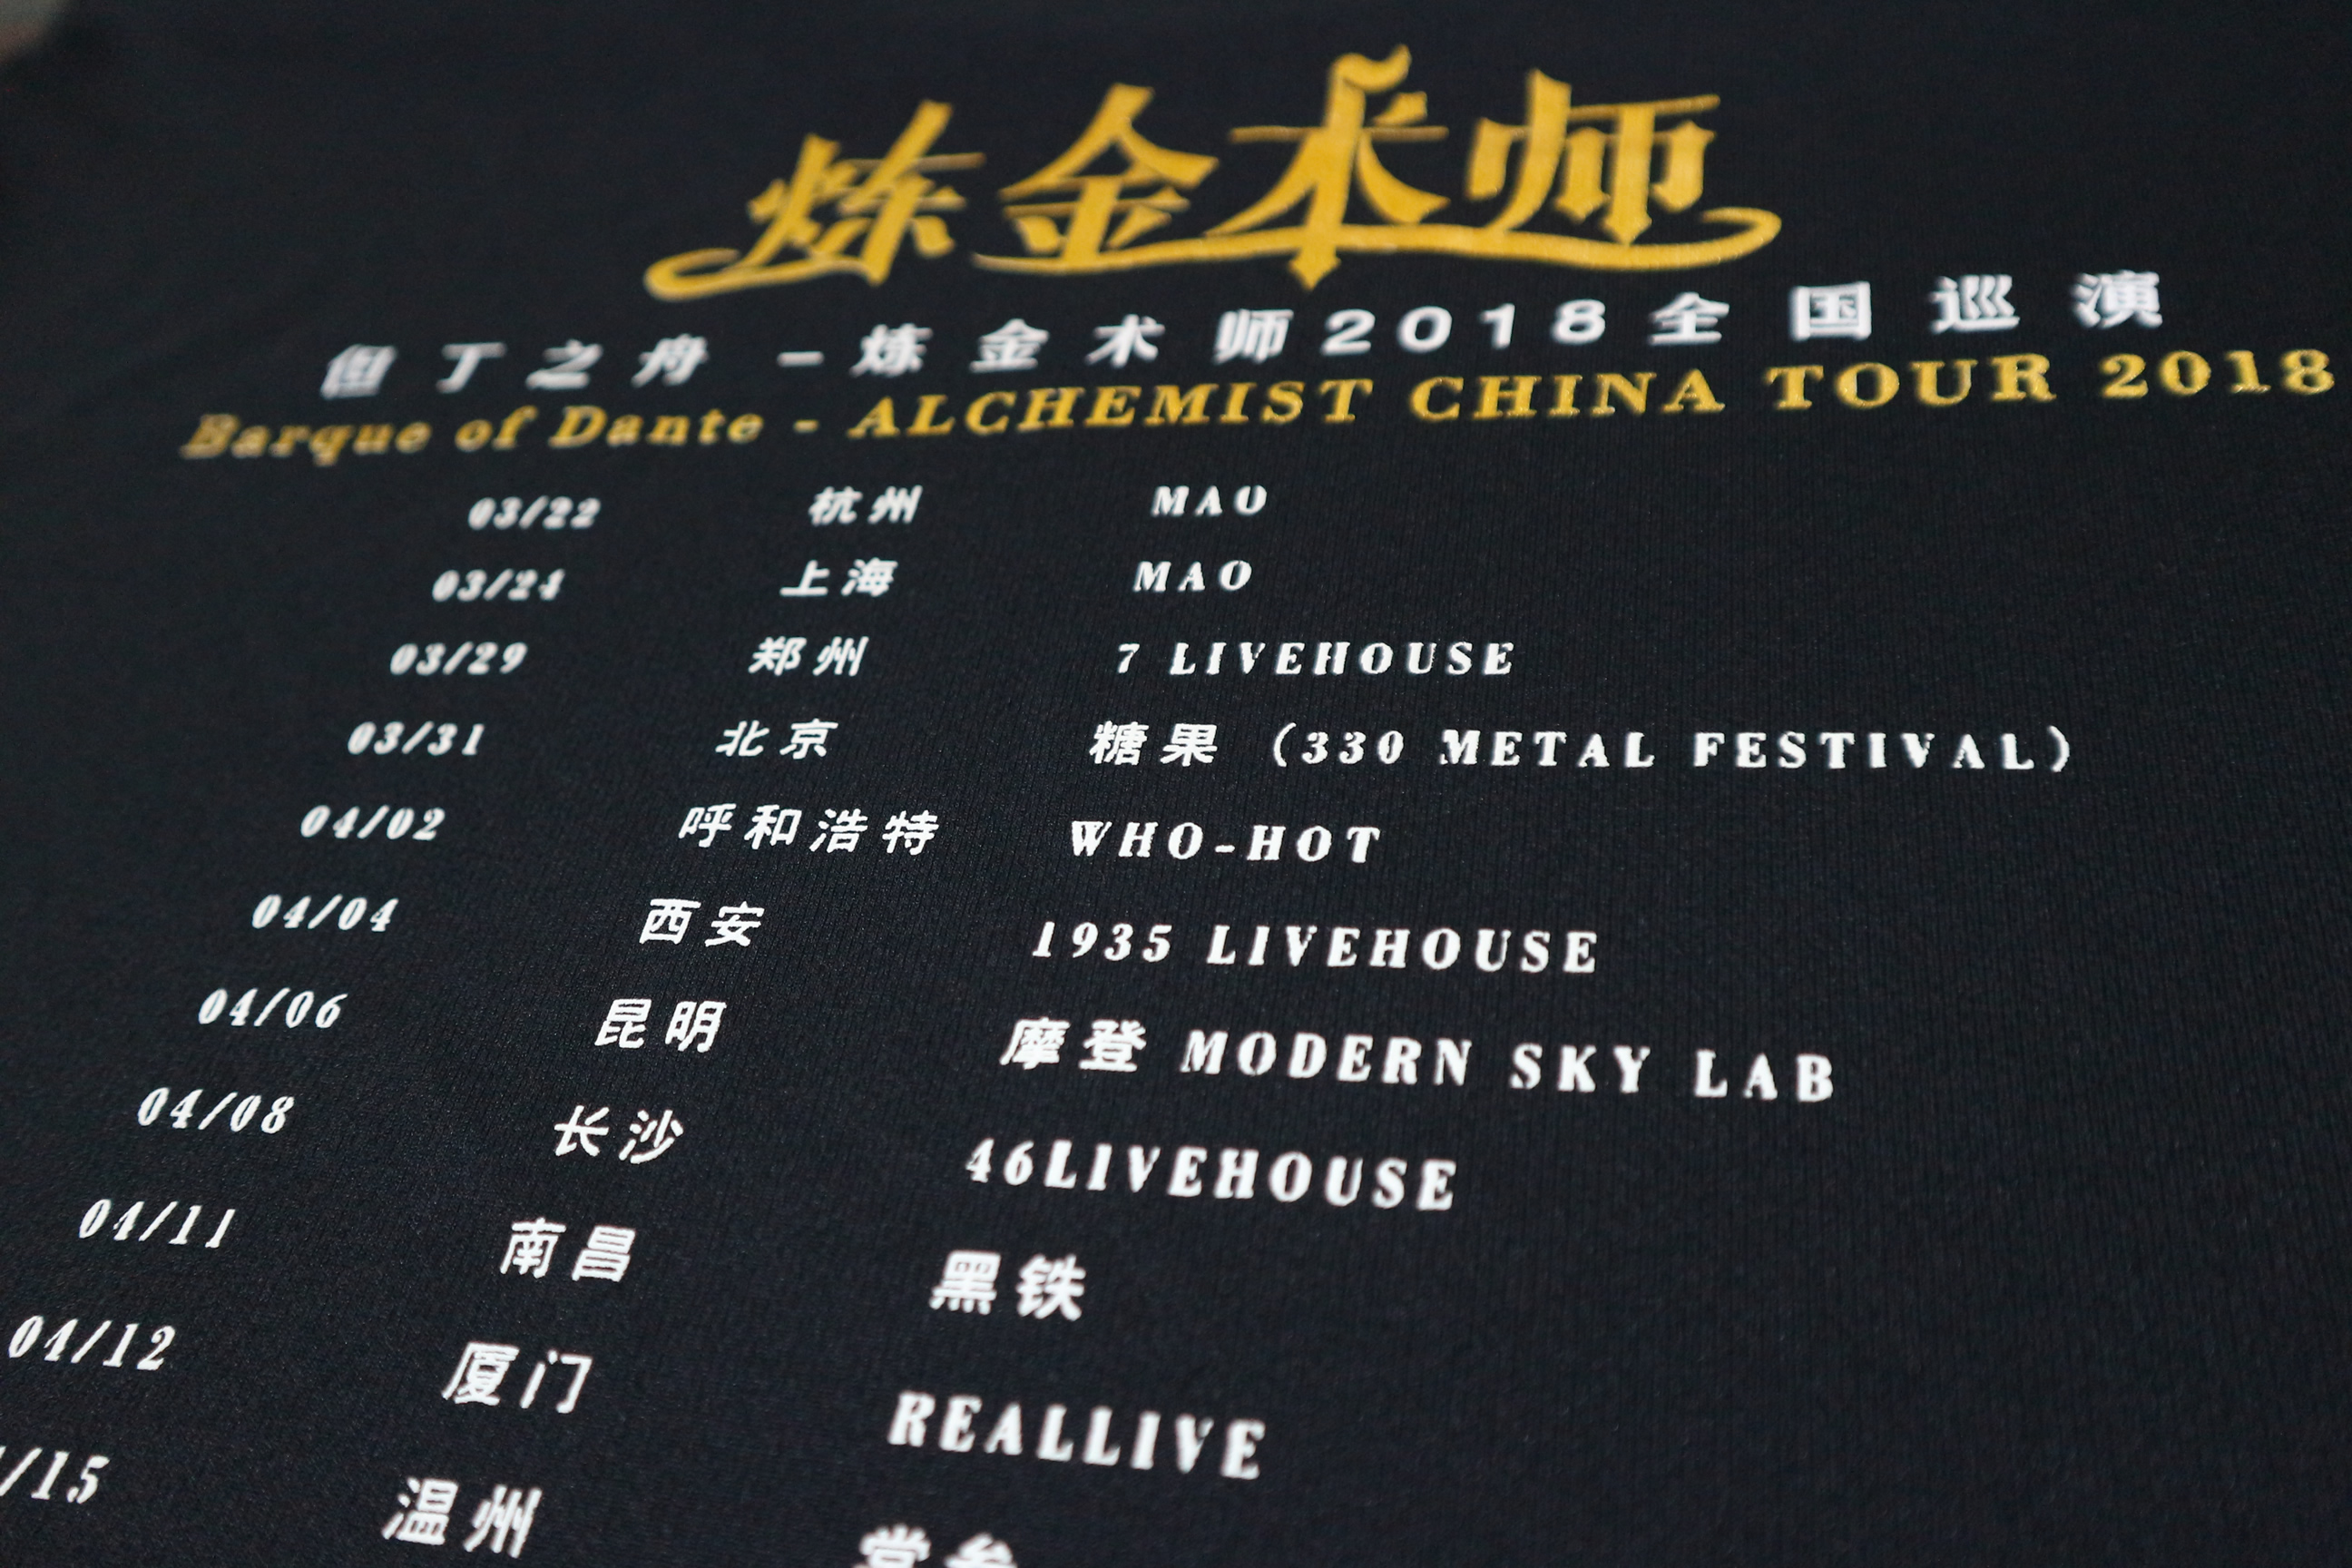 炼金术师
但丁之舟 - 炼金术师2018全国巡演
Barque of Dante - ALCHEMIST CHINA TOUR 2018
03/22 杭州 MAO
03/24 上海 MAO
03/29 郑州 7 LIVEHOUSE
03/31 北京 糖果 (330 METAL FESTIVAL)
04/02 呼和浩特 WHO-HOT
04/04 西安 1935 LIVEHOUSE
04/06 昆明 摩登 MODERN SKY LAB
04/08 长沙 46LIVEHOUSE
04/11 南昌 黑铁
04/12 厦门 REALLIVE
/15 温州